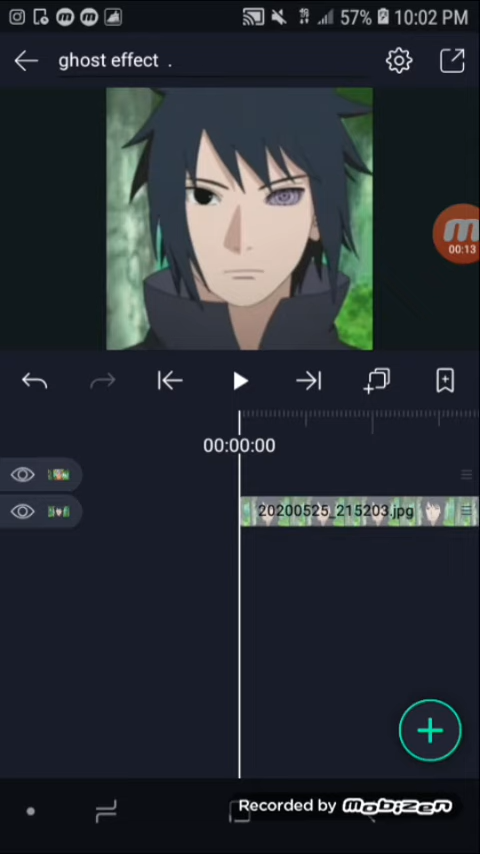 57% 10:02 PM
ghost effect .
00:13
00:00:00
20200525_215203.jpg
Recorded by MOBIZEN